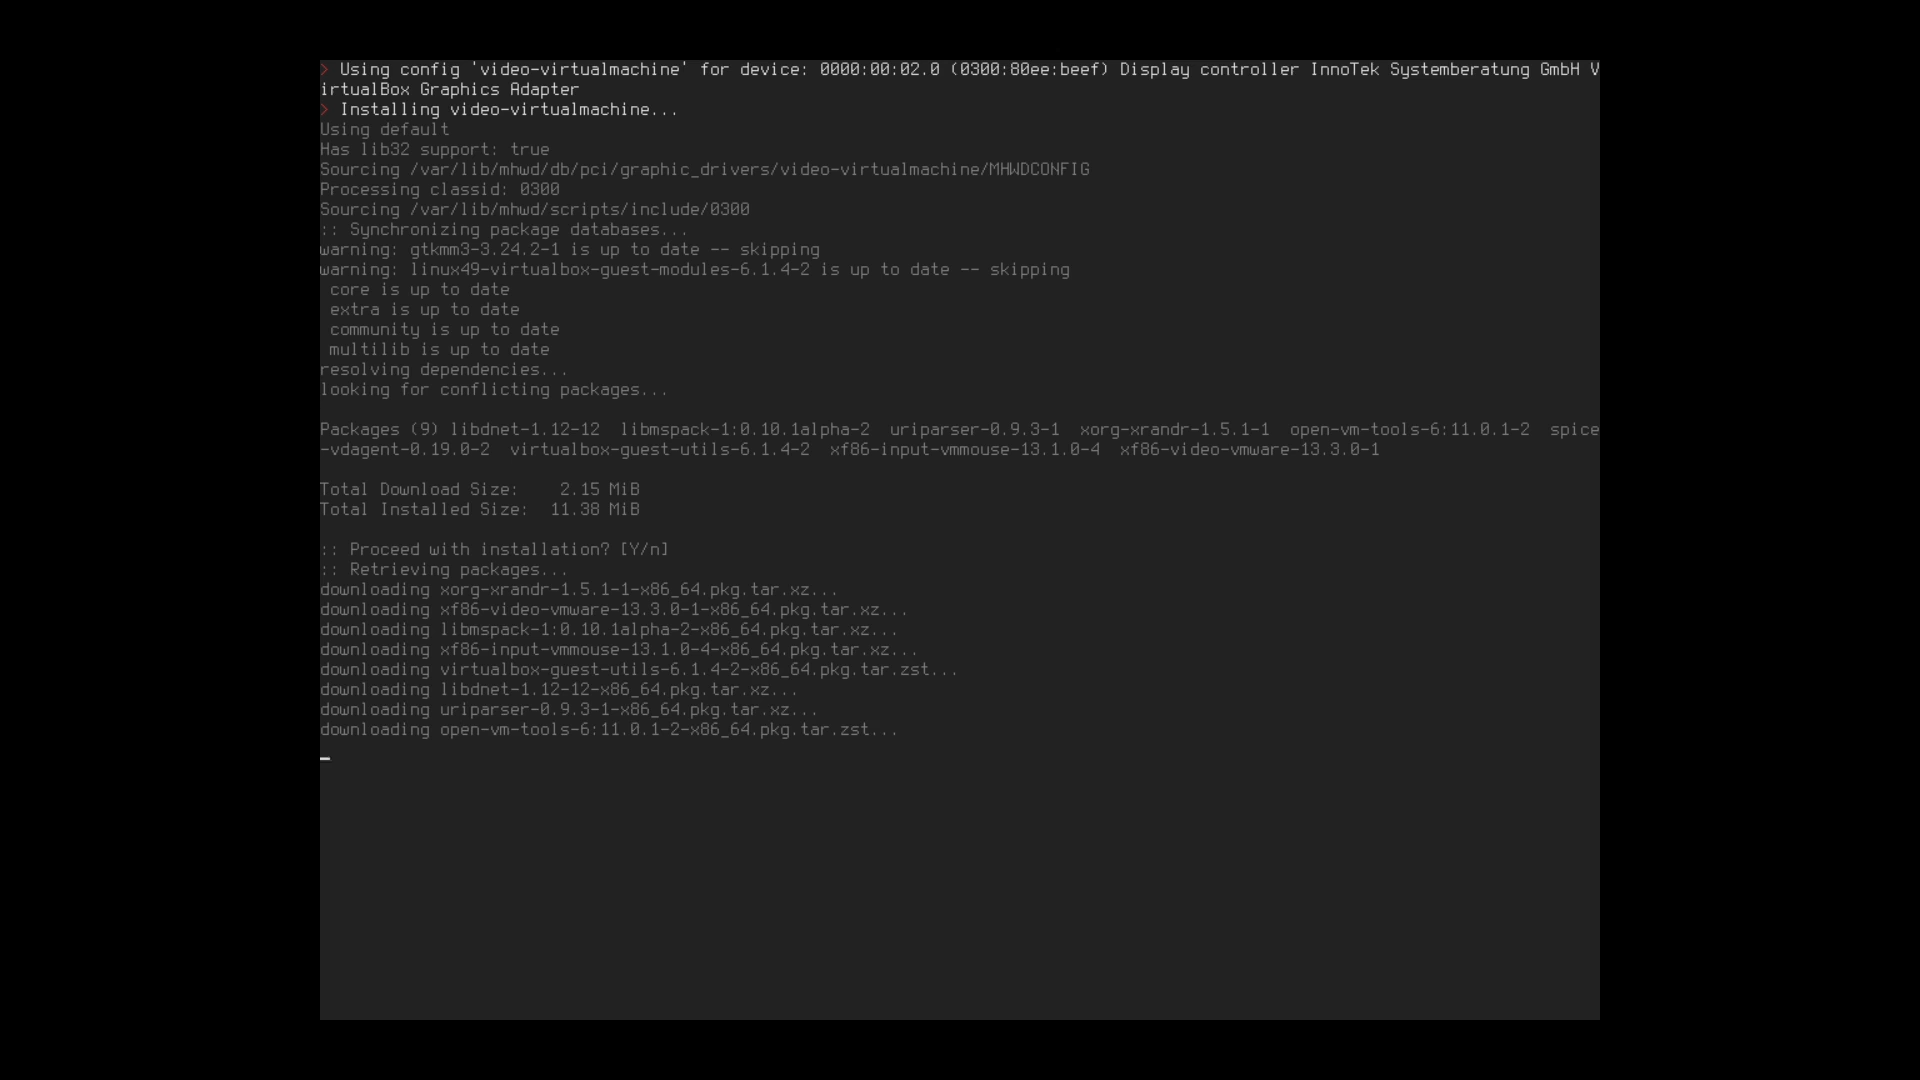 > Using config 'video-virtualmachine' for device: 0000:00:02.0 (0300:80ee:beef) Display controller InnoTek Systemberatung GmbH V
irtualBox Graphics Adapter
> Installing video-virtualmachine...
Using default
Has lib32 support: true
Sourcing /var/lib/mhwd/db/pci/graphic_drivers/video-virtualmachine/MHWDCONFIG
Processing classid: 0300
Sourcing /var/lib/mhwd/scripts/include/0300
:: Synchronizing package databases...
warning: gtkmm3-3.24.2-1 is up to date -- skipping
warning: linux49-virtualbox-guest-modules-6.1.4-2 is up to date -- skipping
 core is up to date
 extra is up to date
 community is up to date
 multilib is up to date
resolving dependencies...
looking for conflicting packages...

Packages (9) libdnet-1.12-12  libmspack-1:0.10.1alpha-2  uriparser-0.9.3-1  xorg-xrandr-1.5.1-1  open-vm-tools-6:11.0.1-2  spice
-vdagent-0.19.0-2  virtualbox-guest-utils-6.1.4-2  xf86-input-vmmouse-13.1.0-4  xf86-video-vmware-13.3.0-1

Total Download Size:    2.15 MiB
Total Installed Size:  11.38 MiB

:: Proceed with installation? [Y/n]
:: Retrieving packages...
downloading xorg-xrandr-1.5.1-1-x86_64.pkg.tar.xz...
downloading xf86-video-vmware-13.3.0-1-x86_64.pkg.tar.xz...
downloading libmspack-1:0.10.1alpha-2-x86_64.pkg.tar.xz...
downloading xf86-input-vmmouse-13.1.0-4-x86_64.pkg.tar.xz...
downloading virtualbox-guest-utils-6.1.4-2-x86_64.pkg.tar.zst...
downloading libdnet-1.12-12-x86_64.pkg.tar.xz...
downloading uriparser-0.9.3-1-x86_64.pkg.tar.xz...
downloading open-vm-tools-6:11.0.1-2-x86_64.pkg.tar.zst...